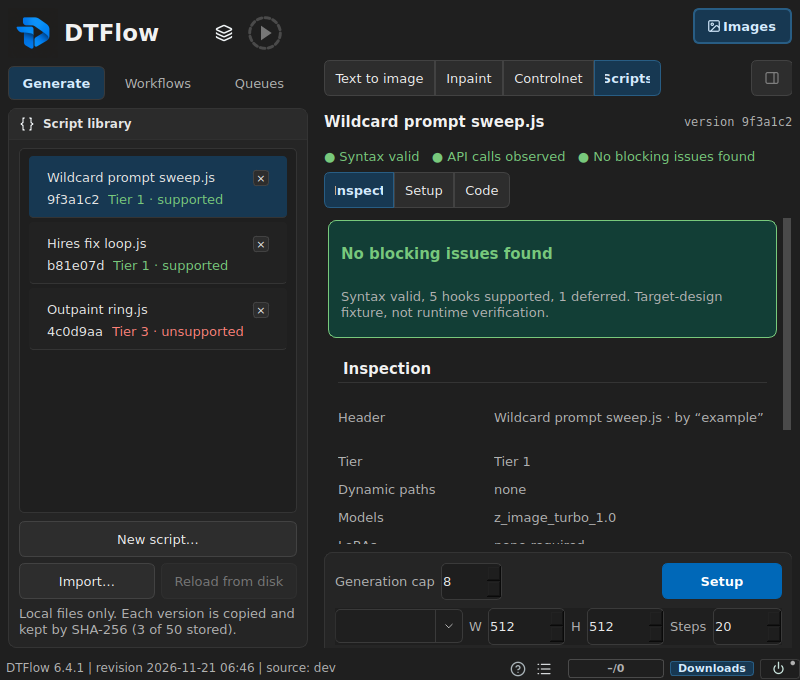 DTFlow
Images
Generate
Workflows
Queues
Text to image
Inpaint
Controlnet
Scripts
{ } Script library
Wildcard prompt sweep.js
9f3a1c2 Tier 1 · supported
Hires fix loop.js
b81e07d Tier 1 · supported
Outpaint ring.js
4c0d9aa Tier 3 · unsupported
New script...
Import...
Reload from disk
Local files only. Each version is copied and
kept by SHA-256 (3 of 50 stored).
Wildcard prompt sweep.js
version 9f3a1c2
● Syntax valid ● API calls observed ● No blocking issues found
Inspect
Setup
Code
No blocking issues found
Syntax valid, 5 hooks supported, 1 deferred. Target-design
fixture, not runtime verification.
Inspection
Header Wildcard prompt sweep.js · by “example”
Tier Tier 1
Dynamic paths none
Models z_image_turbo_1.0
LoRAs none required
Generation cap 8
Setup
W 512 H 512 Steps 20
DTFlow 6.4.1 | revision 2026-11-21 06:46 | source: dev
–/0
Downloads